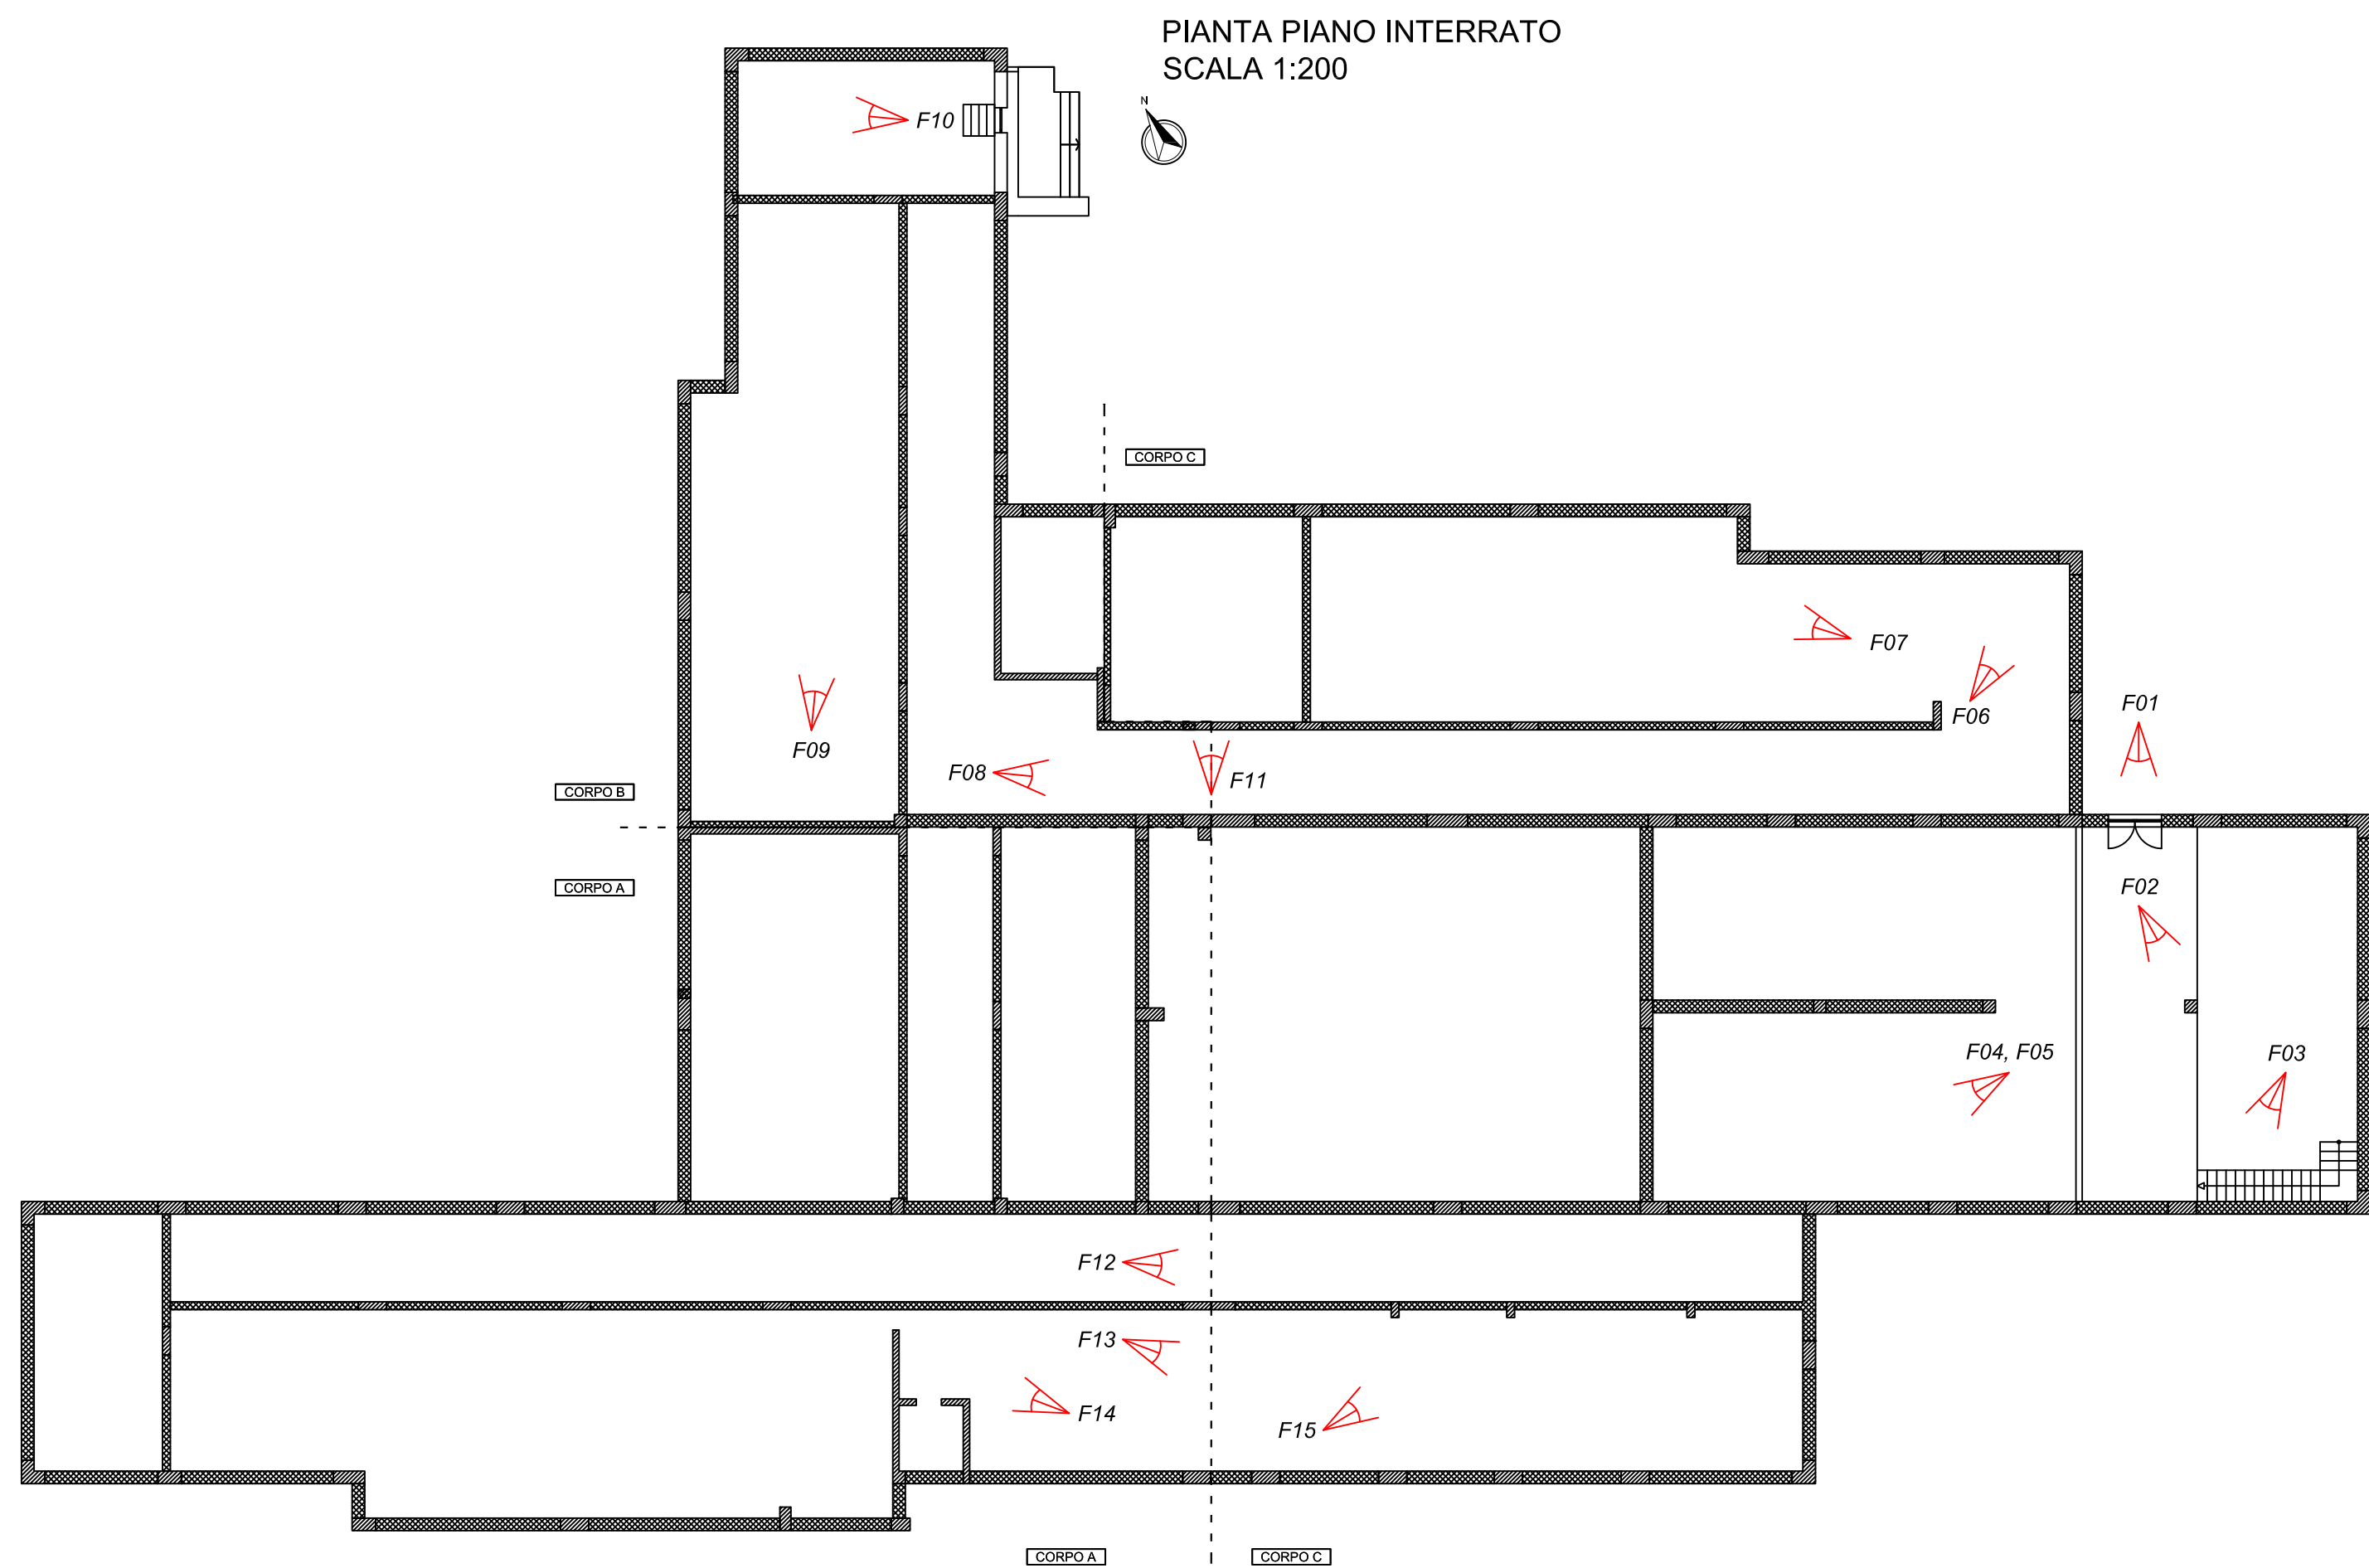 PIANTA PIANO INTERRATO
SCALA 1:200
N
F10
CORPO C
F07
F06
F01
F09
F08
F11
CORPO B
CORPO A
F02
F04, F05
F03
F12
F13
F14
F15
CORPO A
CORPO C